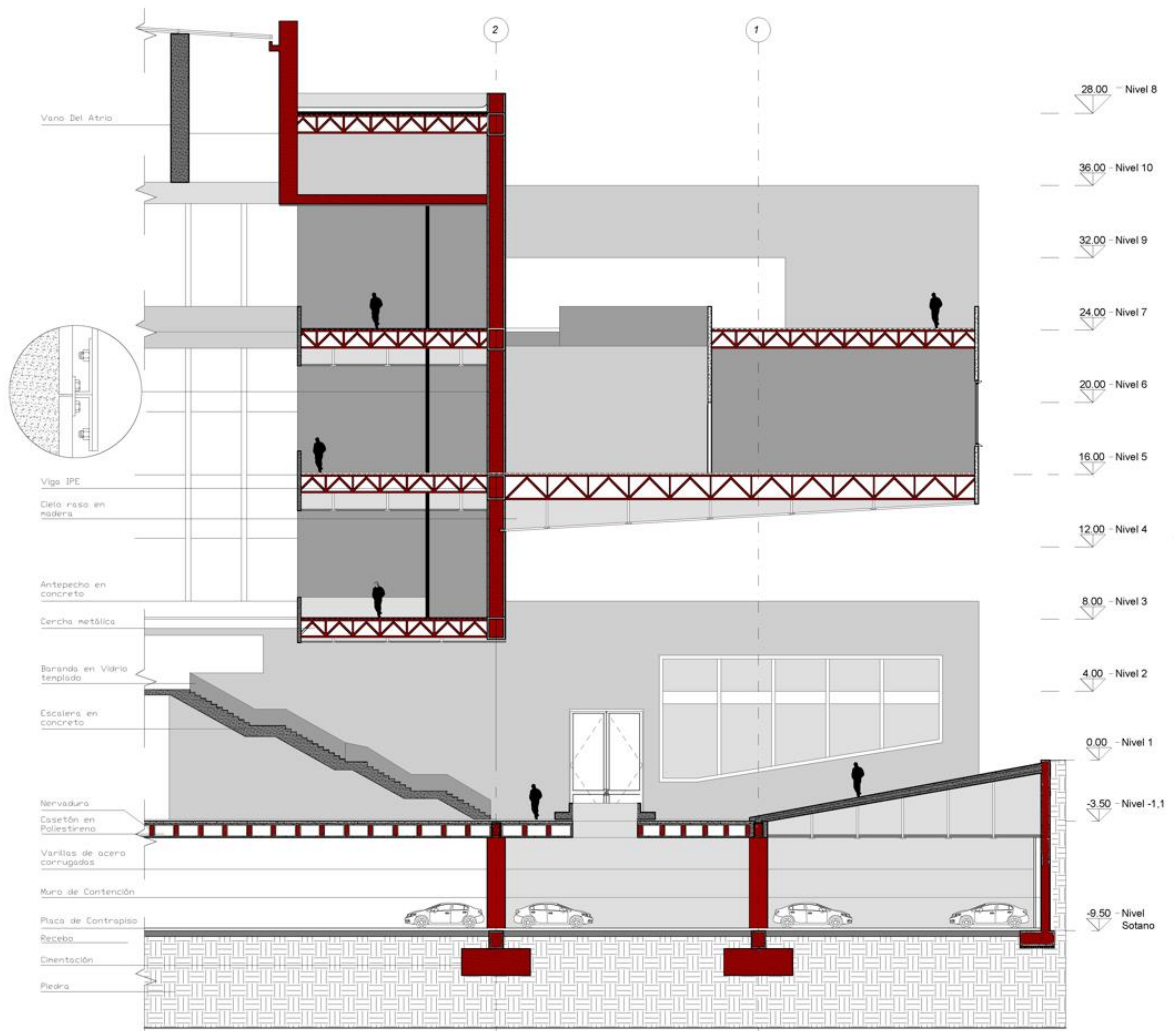 2
1
28.00 - Nivel 8
Vano Del Atrio
36.00 - Nivel 10
32.00 - Nivel 9
24.00 - Nivel 7
20.00 - Nivel 6
16.00 - Nivel 5
Viga IPE
Cielo raso en
madera
12.00 - Nivel 4
Antepecho en
concreto
8.00 - Nivel 3
Cercha metálica
Baranda en Vidrio
templado
4.00 - Nivel 2
Escalera en
concreto
0.00 - Nivel 1
Nervadura
-3.50 - Nivel -1,1
Casetón en
Poliestireno
Varillas de acero
corrugadas
Muro de Contención
Placa de Contrapiso
-9.50 - Nivel
Sotano
Recebo
Cimentación
Piedra